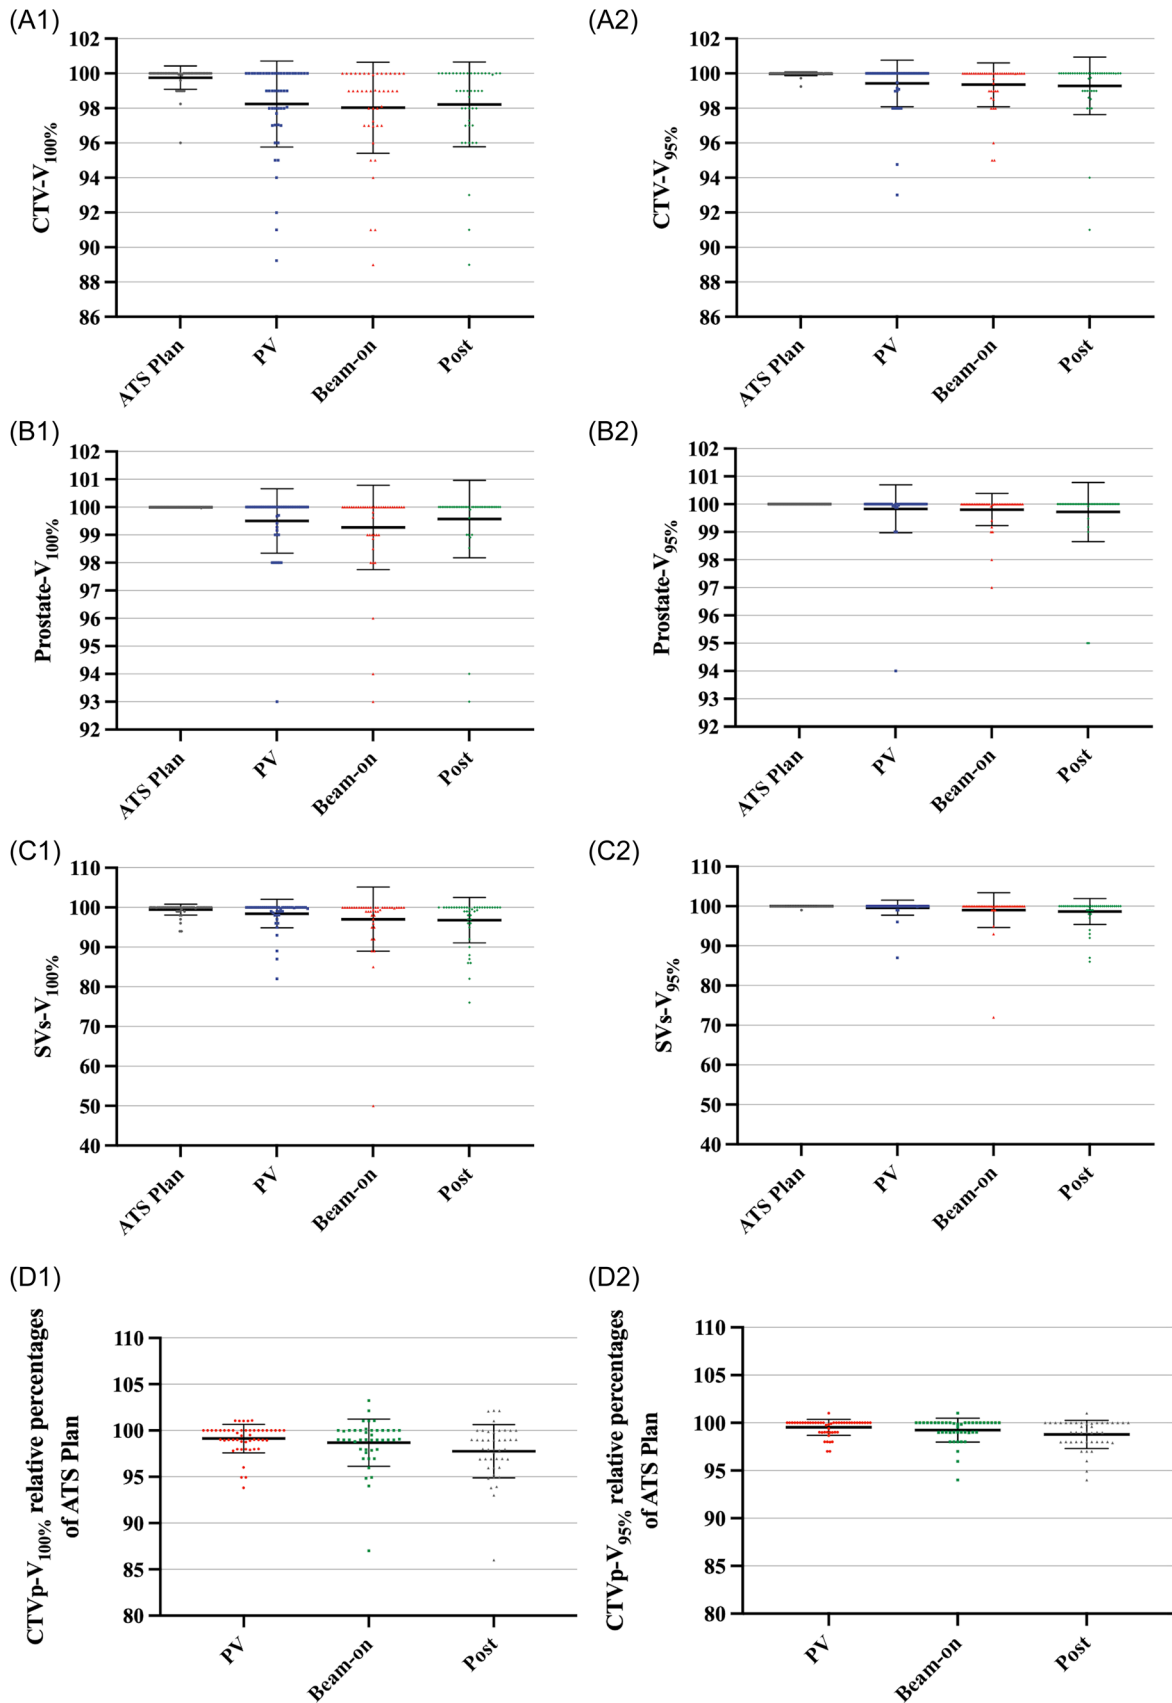 (A1)
CTV-V100%
102
100
98
96
94
92
90
88
86
ATS Plan
PV
Beam-on
Post
(A2)
CTV-V95%
102
100
98
96
94
92
90
88
86
ATS Plan
PV
Beam-on
Post
(B1)
Prostate-V100%
102
101
100
99
98
97
96
95
94
93
92
ATS Plan
PV
Beam-on
Post
(B2)
Prostate-V95%
102
101
100
99
98
97
96
95
94
93
92
ATS Plan
PV
Beam-on
Post
(C1)
SVs-V100%
110
100
90
80
70
60
50
40
ATS Plan
PV
Beam-on
Post
(C2)
SVs-V95%
110
100
90
80
70
60
50
40
ATS Plan
PV
Beam-on
Post
(D1)
CTVp-V100% relative percentages
of ATS Plan
110
105
100
95
90
85
80
PV
Beam-on
Post
(D2)
CTVp-V95% relative percentages
of ATS Plan
110
105
100
95
90
85
80
PV
Beam-on
Post